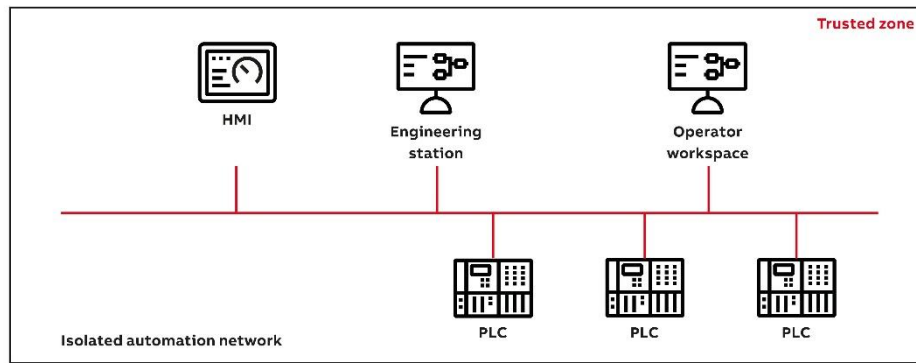 Trusted zone
HMI
Engineering
station
Operator
workspace
PLC
PLC
PLC
Isolated automation network